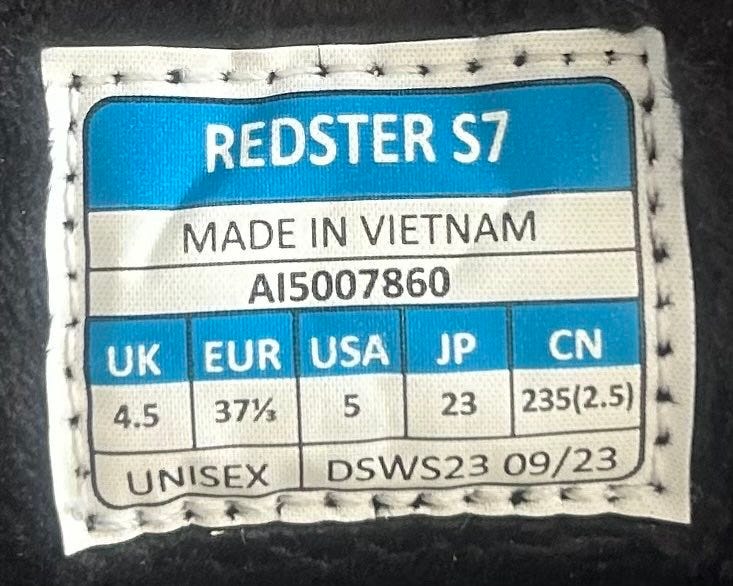 REDSTER S7
MADE IN VIETNAM
AI5007860
UK EUR USA JP CN
4.5 37⅓ 5 23 235(2.5)
UNISEX DSWS23 09/23